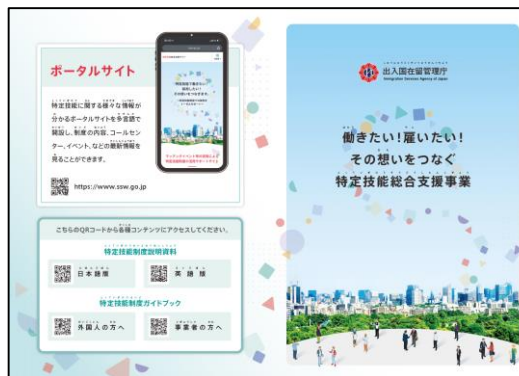 ポータルサイト
特定技能に関する様々な情報が
分かるポータルサイトを多言語で
開設し、制度の内容、コールセン
ター、イベント、などの最新情報を
見ることができます。
https://www.ssw.go.jp
こちらのQRコードから各種コンテンツにアクセスしてください。
特定技能制度説明資料
日本語版
英語版
特定技能制度ガイドブック
外国人の方へ
事業者の方へ
出入国在留管理庁
Immigration Services Agency of Japan
働きたい!雇いたい!
その想いをつなぐ
特定技能総合支援事業